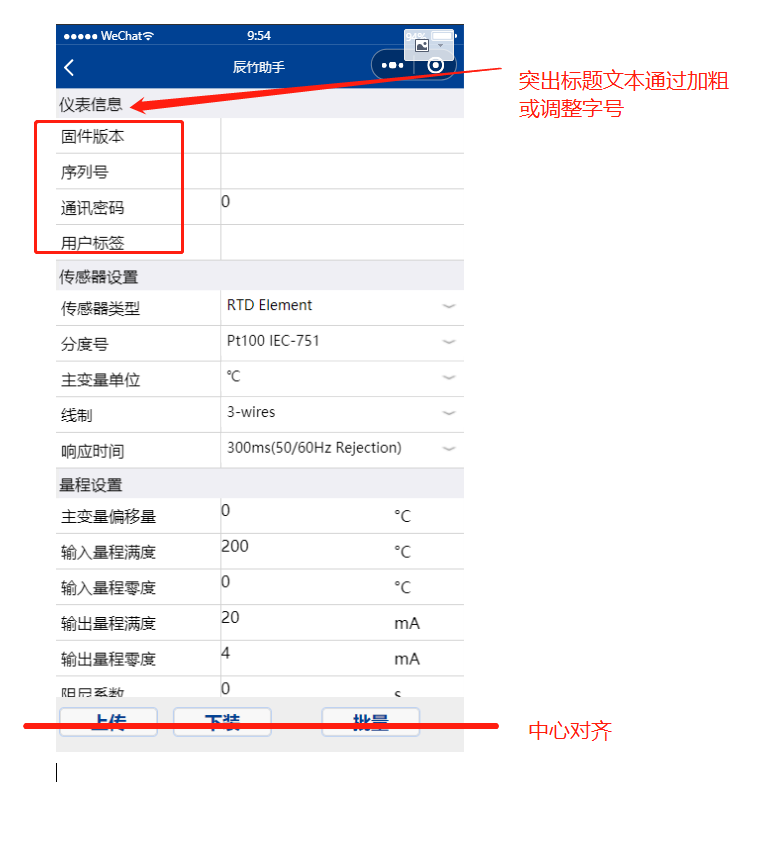 ●●●●● WeChat 9:54 94%
辰竹助手
突出标题文本通过加粗
或调整字号
仪表信息
固件版本
序列号
通讯密码 0
用户标签
传感器设置
传感器类型 RTD Element
分度号 Pt100 IEC-751
主变量单位 ℃
线制 3-wires
响应时间 300ms(50/60Hz Rejection)
量程设置
主变量偏移量 0 °C
输入量程满度 200 °C
输入量程零度 0 °C
输出量程满度 20 mA
输出量程零度 4 mA
阻尼系数 0 s
上传 下装 批量
中心对齐